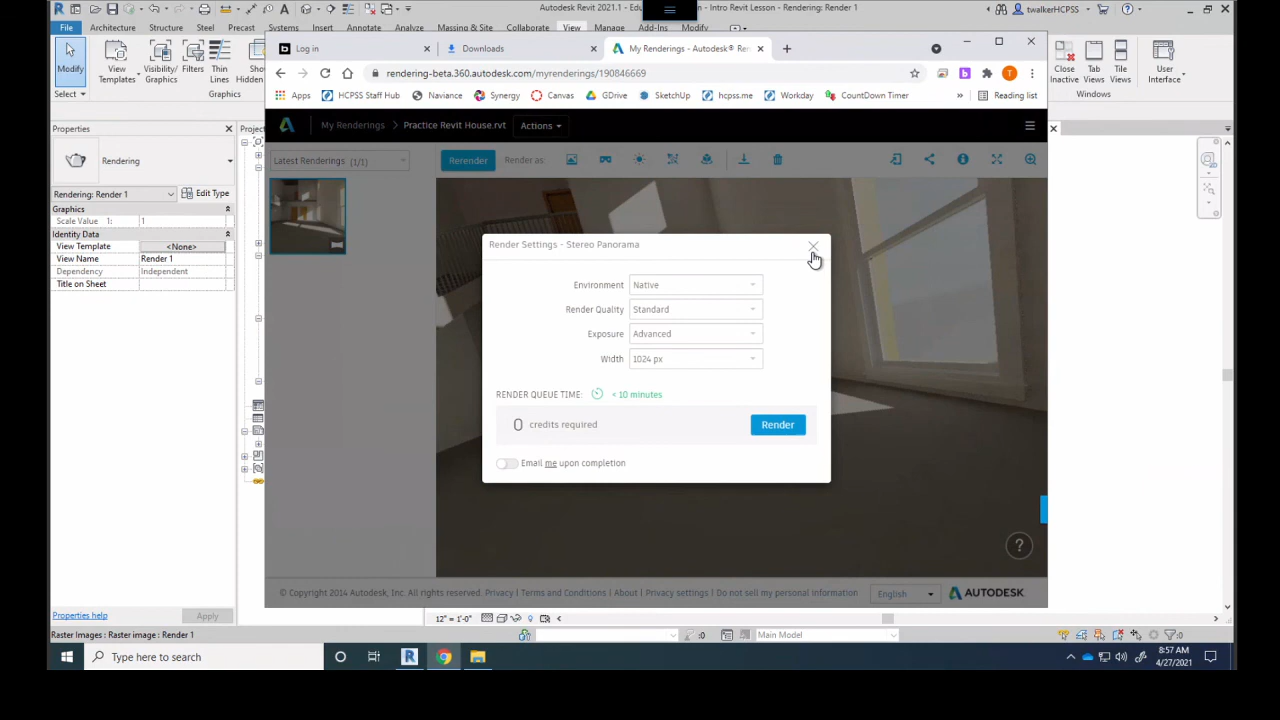 Autodesk Revit 2021.1 - Edu
- Intro Revit Lesson - Rendering: Render 1
twalkerHCPSS
File
Architecture
Structure
Steel
Precast
Systems
Insert
Annotate
Analyze
Massing & Site
Collaborate
View
Manage
Add-Ins
Modify
Modify
View
Templates
Visibility/
Graphics
Filters
Thin
Lines
Show
Hidden
Close
Inactive
Tab
Views
Tile
Views
User
Interface
Select
Graphics
Windows
Log in
Downloads
My Renderings - Autodesk® Re
rendering-beta.360.autodesk.com/myrenderings/190846669
T
Apps
HCPSS Staff Hub
Naviance
Synergy
Canvas
GDrive
SketchUp
hcpss.me
Workday
CountDown Timer
»
Reading list
My Renderings
Practice Revit House.rvt
Actions
Properties
Rendering
Rendering: Render 1
Edit Type
Graphics
Scale Value 1:
1
Identity Data
View Template
<None>
View Name
Render 1
Dependency
Independent
Title on Sheet
Latest Renderings (1/1)
Rerender
Render as:
Render Settings - Stereo Panorama
Environment
Native
Render Quality
Standard
Exposure
Advanced
Width
1024 px
RENDER QUEUE TIME:
< 10 minutes
0 credits required
Render
Email me upon completion
?
© Copyright 2014 Autodesk, Inc. All rights reserved. Privacy | Terms and Conditions | About | Privacy settings | Do not sell my personal information
English
AUTODESK
Properties help
Apply
12" = 1'-0"
Raster Images : Raster image : Render 1
:0
Main Model
:0
Type here to search
8:57 AM
4/27/2021